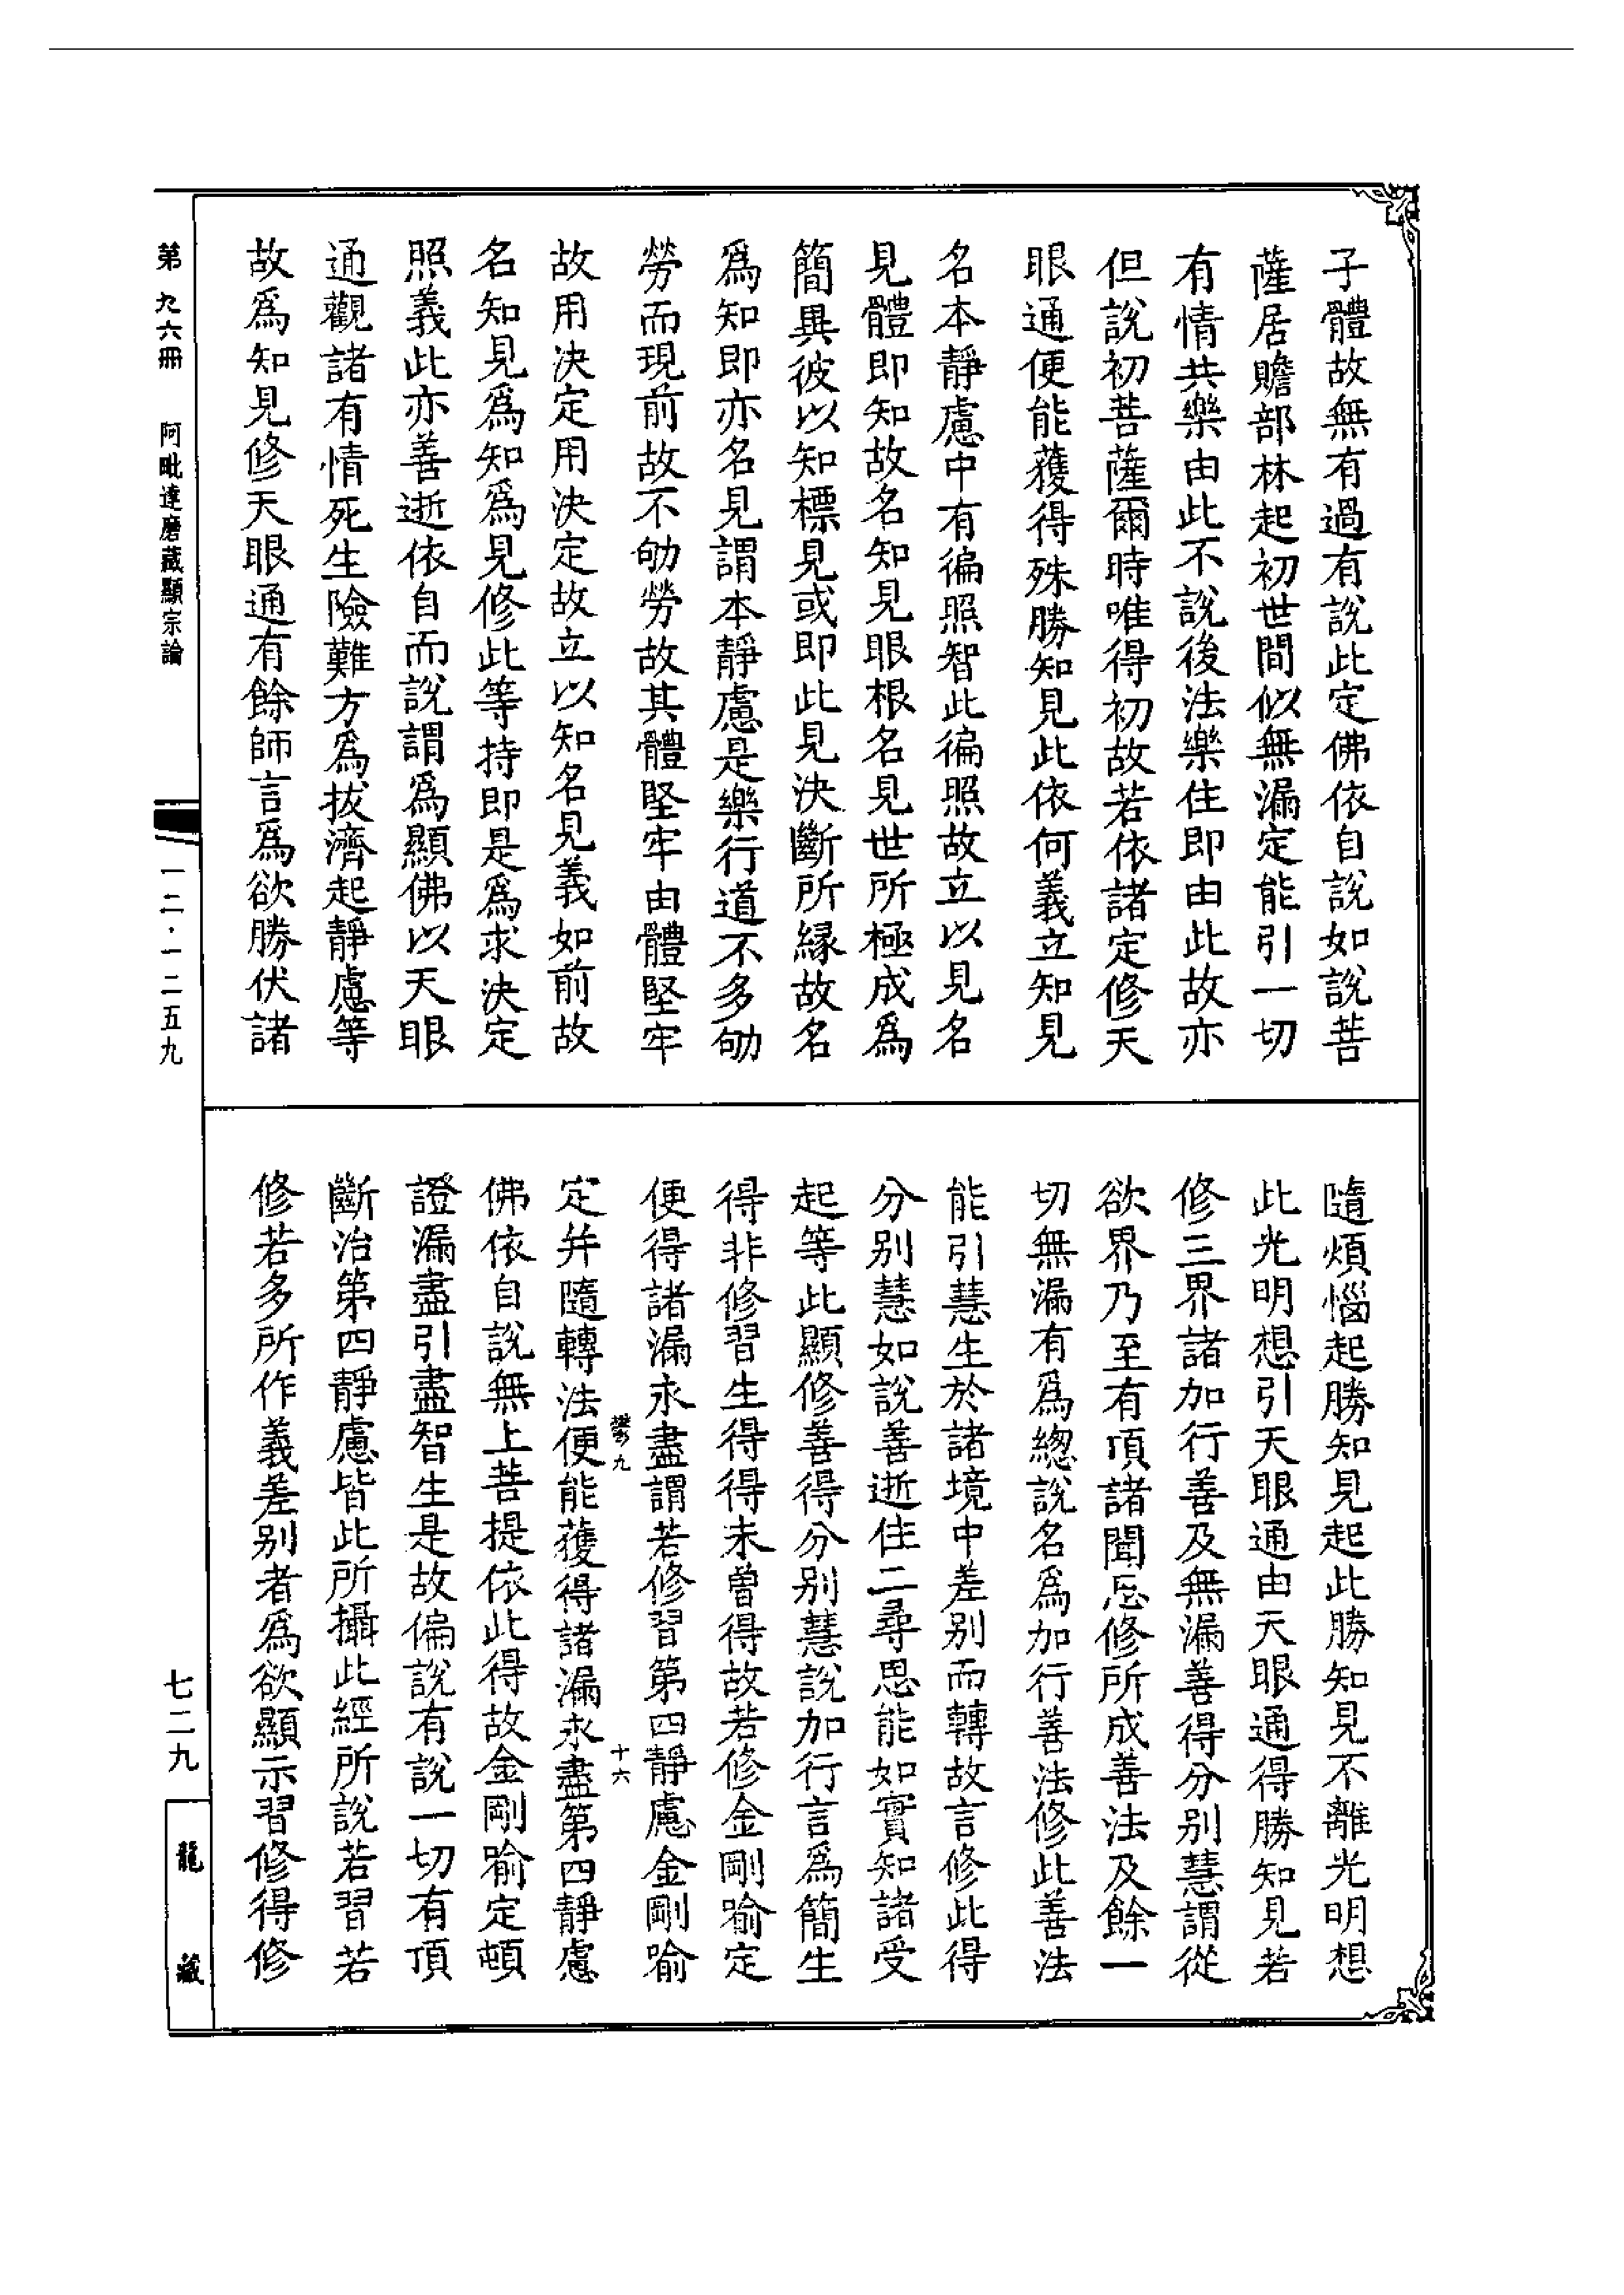 子體故無有過有說此定佛依自說如說菩
薩居贍部林起初世間似無漏定能引一切
有情共樂由此不說後法樂住即由此故亦
但說初菩薩爾時唯得初故若依諸定修天
眼通便能獲得殊勝知見此依何義立知見
名本靜慮中有徧照智此徧照故立以見名
見體即知故名知見眼根名見世所極成為
簡異彼以知標見或即此見決斷所緣故名
為知即亦名見謂本靜慮是樂行道不多劬
勞而現前故不劬勞故其體堅牢由體堅牢
故用決定用決定故立以知名見義如前故
名知見為知為見修此等持即是為求決定
照義此亦善逝依自而說謂為顯佛以天眼
通觀諸有情死生險難方為拔濟起靜慮等
故為知見修天眼通有餘師言為欲勝伏諸
隨煩惱起勝知見起此勝知見不離光明想
此光明想引天眼通由天眼通得勝知見若
修三界諸加行善及無漏善得分別慧謂從
欲界乃至有頂諸聞思修所成善法及餘一
切無漏有為總說名為加行善法修此善法
能引慧生於諸境中差別而轉故言修此得
分別慧如說善逝住二尋思能如實知諸受
起等此顯修善得分別慧說加行言為簡生
得非修習生得得未曾得故若修金剛喻定
便得諸漏永盡謂若修習第四靜慮金剛喻
定并隨轉法便能獲得諸漏永盡第四靜慮
佛依自說無上菩提依此得故金剛喻定頓
證漏盡引盡智生是故偏說有說一切有頂
斷治第四靜慮皆此所攝此經所說若習若
修若多所作義差別者為欲顯示習修得修
九
十六
第九六冊
阿毗達磨藏顯宗論
一二·一二五九
七二九
龍藏